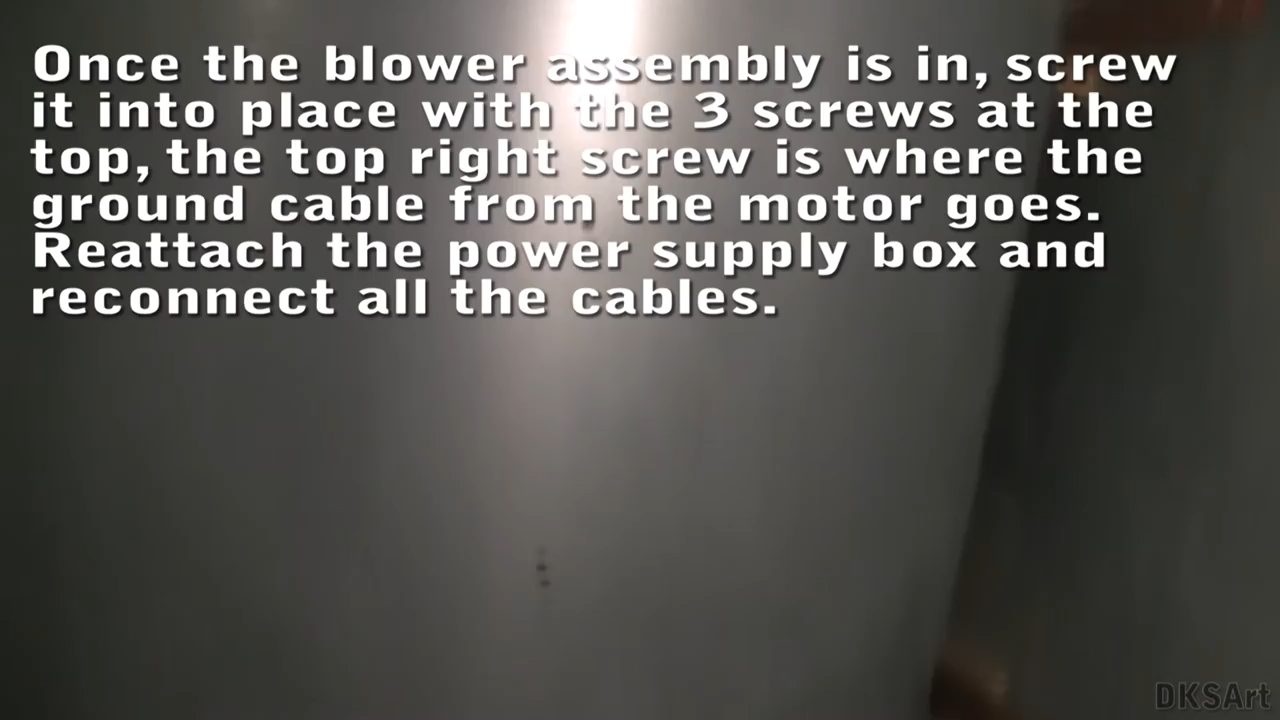 Once the blower assembly is in, screw
it into place with the 3 screws at the
top, the top right screw is where the
ground cable from the motor goes.
Reattach the power supply box and
reconnect all the cables.
DKSArt